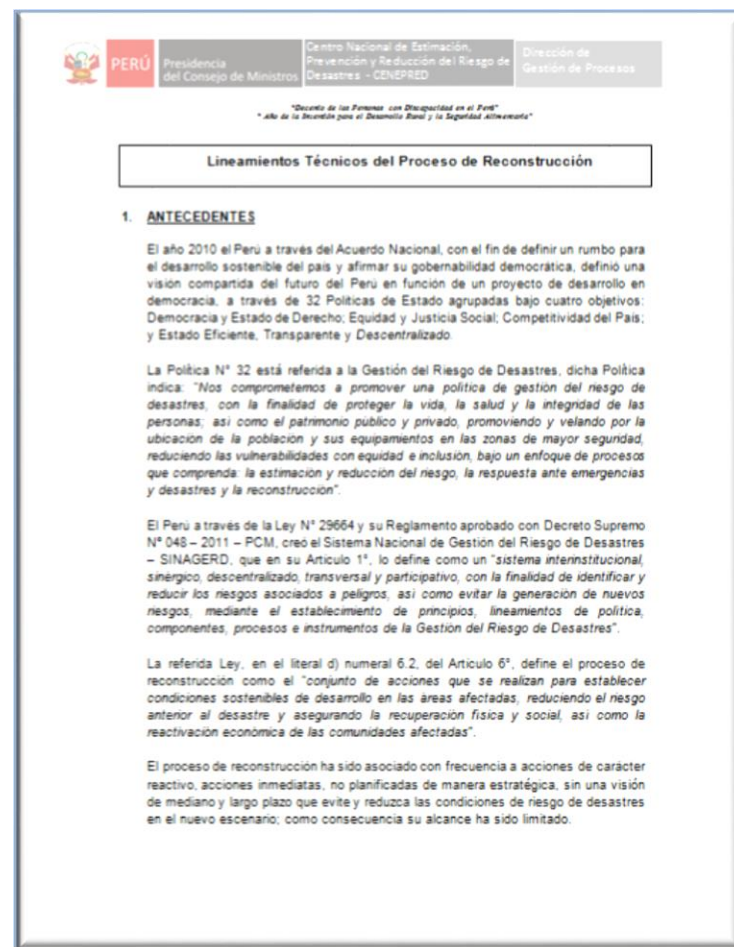 PERÚ
Presidencia
del Consejo de Ministros
Centro Nacional de Estimación,
Prevención y Reducción del Riesgo de
Desastres - CENEPRED
Dirección de
Gestión de Procesos
"Decenio de las Personas con Discapacidad en el Perú"
" Año de la Inversión para el Desarrollo Rural y la Seguridad Alimentaria"
Lineamientos Técnicos del Proceso de Reconstrucción
1. ANTECEDENTES
El año 2010 el Perú a través del Acuerdo Nacional, con el fin de definir un rumbo para
el desarrollo sostenible del país y afirmar su gobernabilidad democrática, definió una
visión compartida del futuro del Perú en función de un proyecto de desarrollo en
democracia, a través de 32 Políticas de Estado agrupadas bajo cuatro objetivos:
Democracia y Estado de Derecho; Equidad y Justicia Social; Competitividad del País;
y Estado Eficiente, Transparente y Descentralizado.
La Política N° 32 está referida a la Gestión del Riesgo de Desastres, dicha Política
indica: "Nos comprometemos a promover una política de gestión del riesgo de
desastres, con la finalidad de proteger la vida, la salud y la integridad de las
personas; así como el patrimonio público y privado, promoviendo y velando por la
ubicación de la población y sus equipamientos en las zonas de mayor seguridad,
reduciendo las vulnerabilidades con equidad e inclusión, bajo un enfoque de procesos
que comprenda: la estimación y reducción del riesgo, la respuesta ante emergencias
y desastres y la reconstrucción".
El Perú a través de la Ley N° 29664 y su Reglamento aprobado con Decreto Supremo
N° 048 – 2011 – PCM, creó el Sistema Nacional de Gestión del Riesgo de Desastres
– SINAGERD, que en su Artículo 1°, lo define como un "sistema interinstitucional,
sinérgico, descentralizado, transversal y participativo, con la finalidad de identificar y
reducir los riesgos asociados a peligros, así como evitar la generación de nuevos
riesgos, mediante el establecimiento de principios, lineamientos de política,
componentes, procesos e instrumentos de la Gestión del Riesgo de Desastres".
La referida Ley, en el literal d) numeral 6.2, del Artículo 6°, define el proceso de
reconstrucción como el "conjunto de acciones que se realizan para establecer
condiciones sostenibles de desarrollo en las áreas afectadas, reduciendo el riesgo
anterior al desastre y asegurando la recuperación física y social, así como la
reactivación económica de las comunidades afectadas".
El proceso de reconstrucción ha sido asociado con frecuencia a acciones de carácter
reactivo, acciones inmediatas, no planificadas de manera estratégica, sin una visión
de mediano y largo plazo que evite y reduzca las condiciones de riesgo de desastres
en el nuevo escenario; como consecuencia su alcance ha sido limitado.